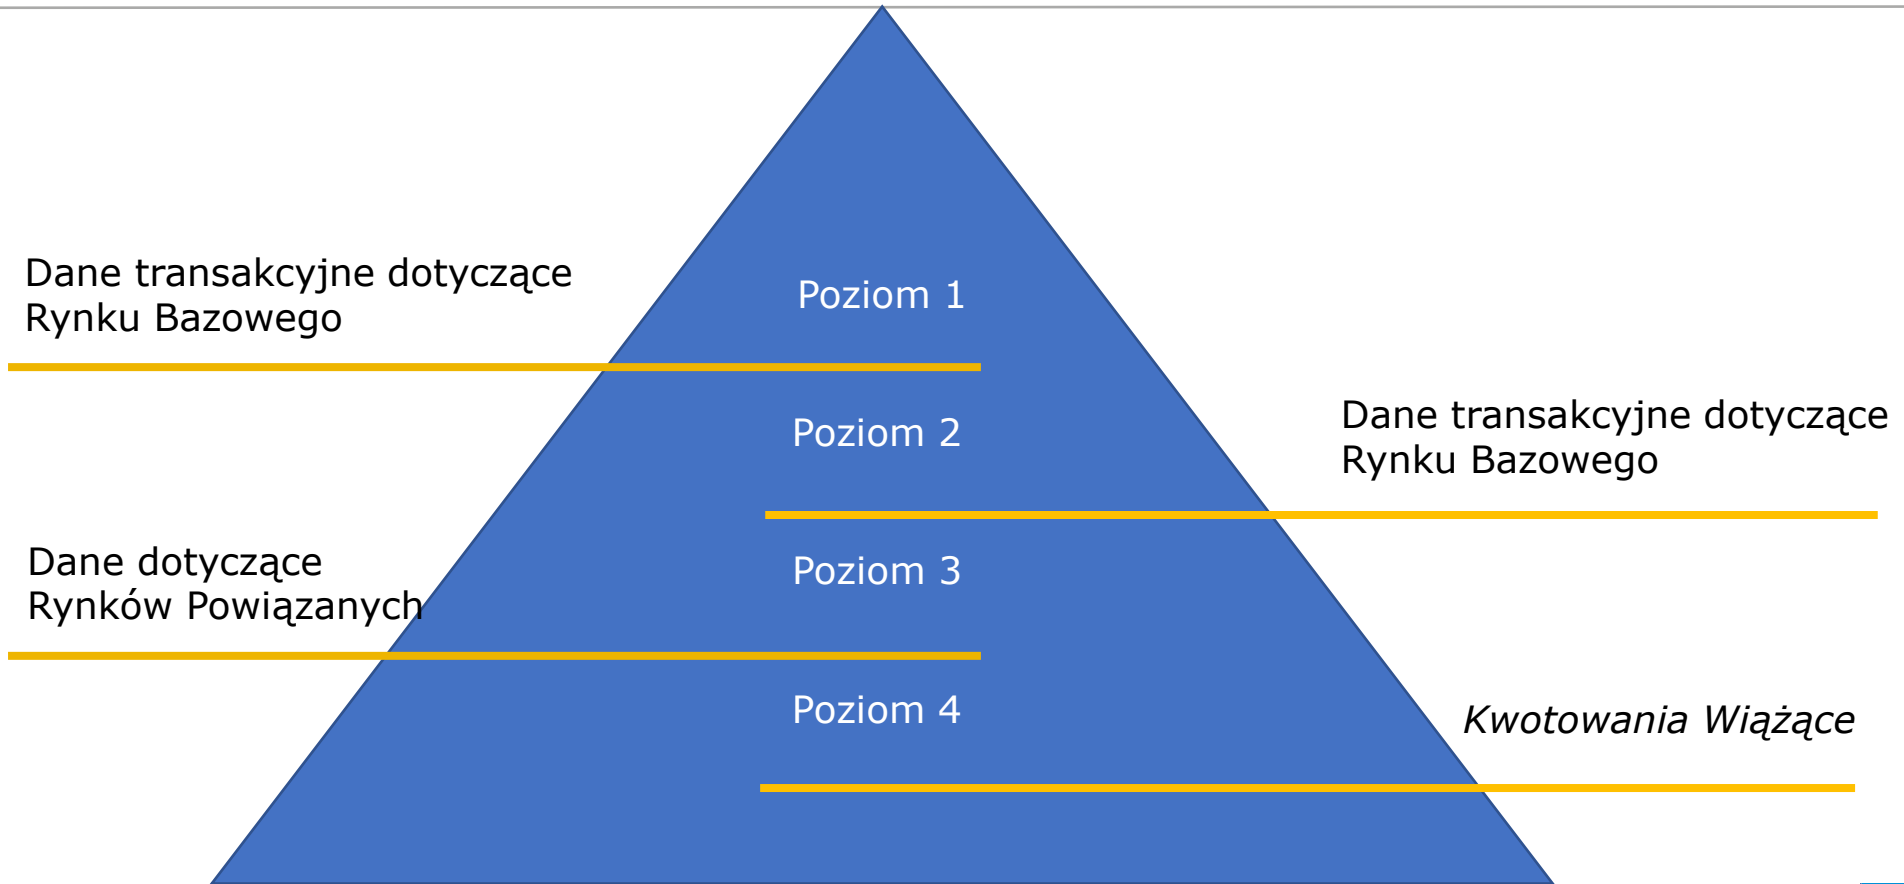 Dane transakcyjne dotyczące
Rynku Bazowego
Poziom 1
Poziom 2
Dane transakcyjne dotyczące
Rynku Bazowego
Dane dotyczące
Rynków Powiązanych
Poziom 3
Poziom 4
Kwotowania Wiążące